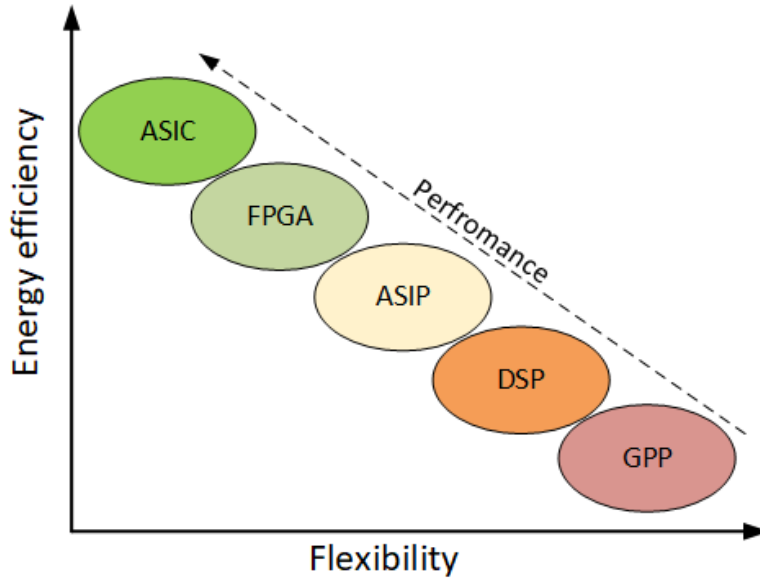 Energy efficiency
ASIC
FPGA
Perfromance
ASIP
DSP
GPP
Flexibility